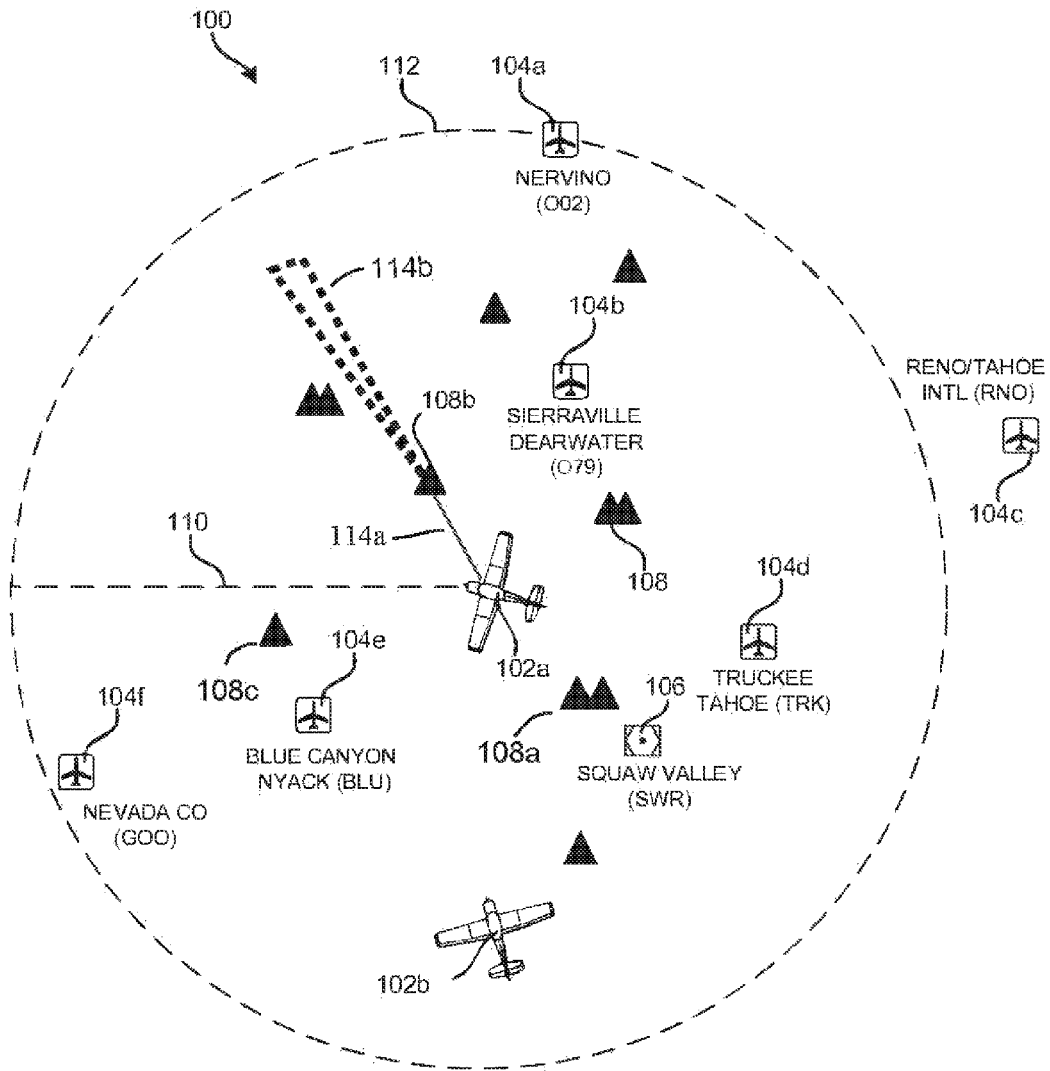 100
112
104a
NERVINO
(O02)
114b
104b
RENO/TAHOE
INTL (RNO)
108b
SIERRAVILLE
DEARWATER
(O79)
104c
114a
110
108
104d
104e
102a
108c
TRUCKEE
TAHOE (TRK)
106
104f
108a
BLUE CANYON
NYACK (BLU)
SQUAW VALLEY
(SWR)
NEVADA CO
(GOO)
102b